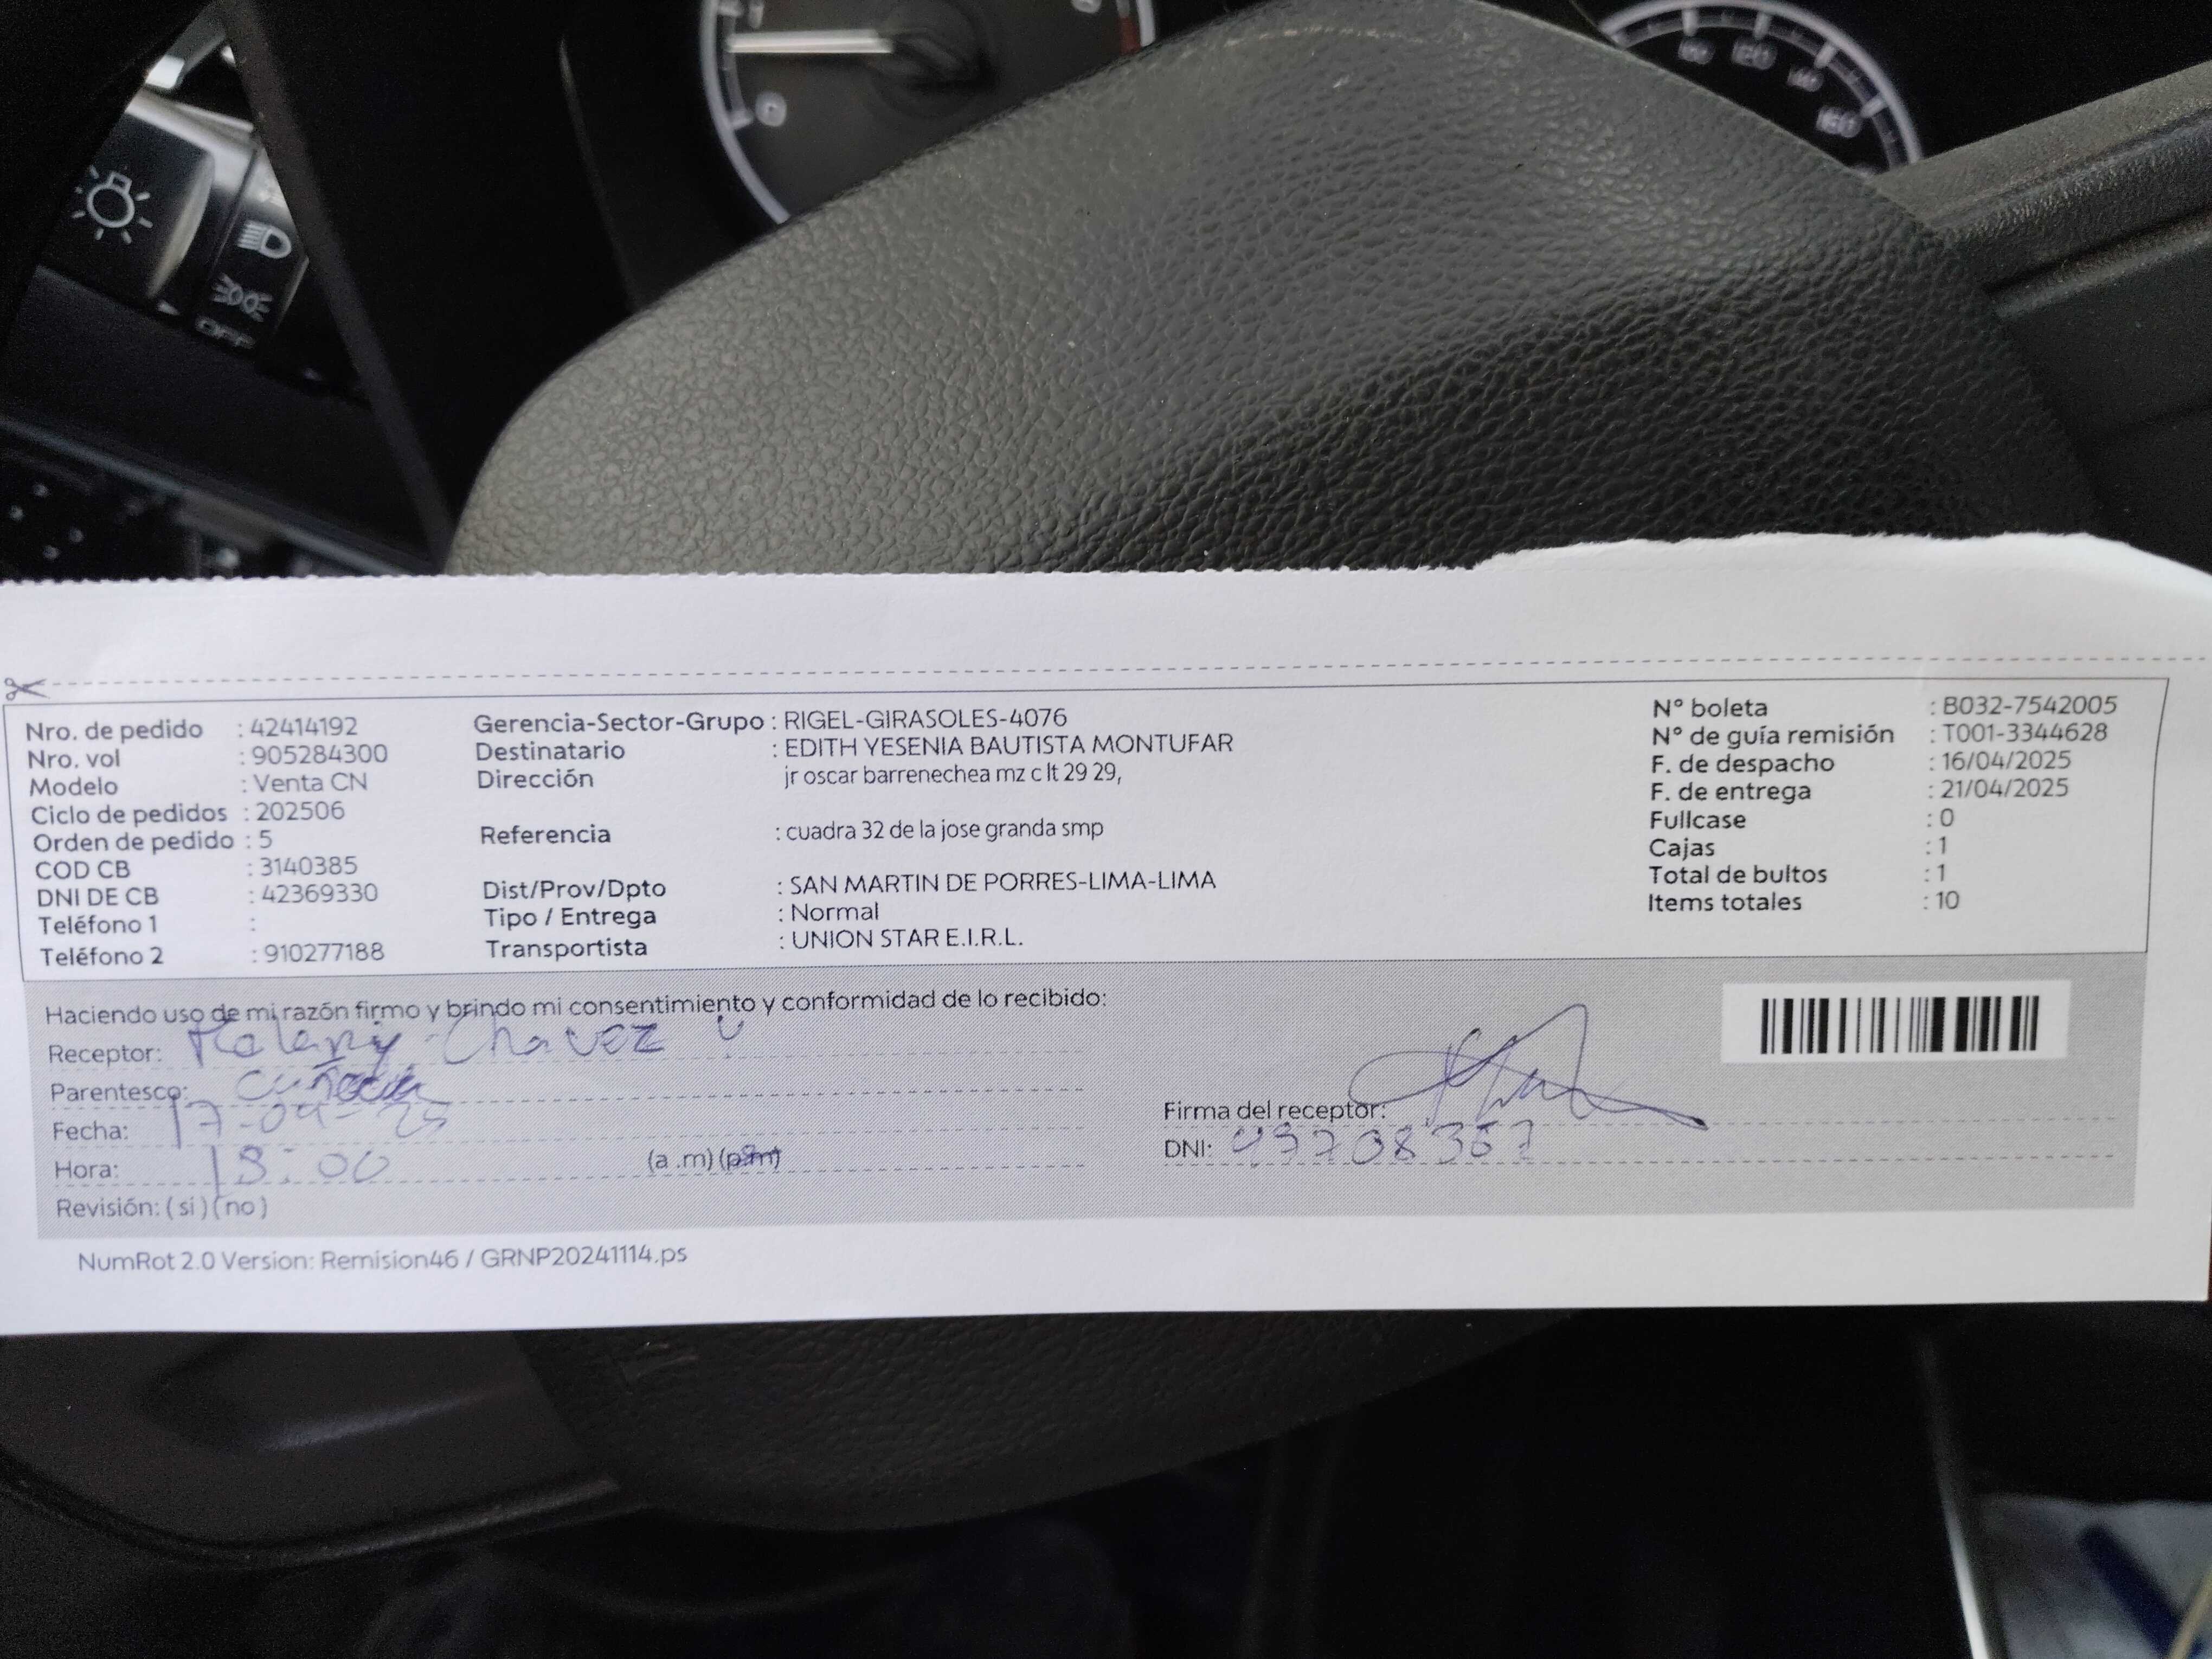 Nro. de pedido : 42414192
Nro. vol : 905284300
Modelo : Venta CN
Ciclo de pedidos : 202506
Orden de pedido : 5
COD CB : 3140385
DNI DE CB : 42369330
Teléfono 1 :
Teléfono 2 : 910277188
Gerencia-Sector-Grupo : RIGEL-GIRASOLES-4076
Destinatario : EDITH YESENIA BAUTISTA MONTUFAR
Dirección jr oscar barrenechea mz c lt 29 29,
Referencia : cuadra 32 de la jose granda smp
Dist/Prov/Dpto : SAN MARTIN DE PORRES-LIMA-LIMA
Tipo / Entrega : Normal
Transportista : UNION STAR E.I.R.L.
N° boleta : B032-7542005
N° de guía remisión : T001-3344628
F. de despacho : 16/04/2025
F. de entrega : 21/04/2025
Fullcase : 0
Cajas : 1
Total de bultos : 1
Items totales : 10
Haciendo uso de mi razón firmo y brindo mi consentimiento y conformidad de lo recibido:
Receptor: Chavez
Parentesco: Cuñada
Fecha: 17-04-25
Hora: 00 (a .m) (p.m)
Revisión: ( si ) ( no )
Firma del receptor:
DNI:
NumRot 2.0 Version: Remision46 / GRNP20241114.ps
OFF
0
120
140
160